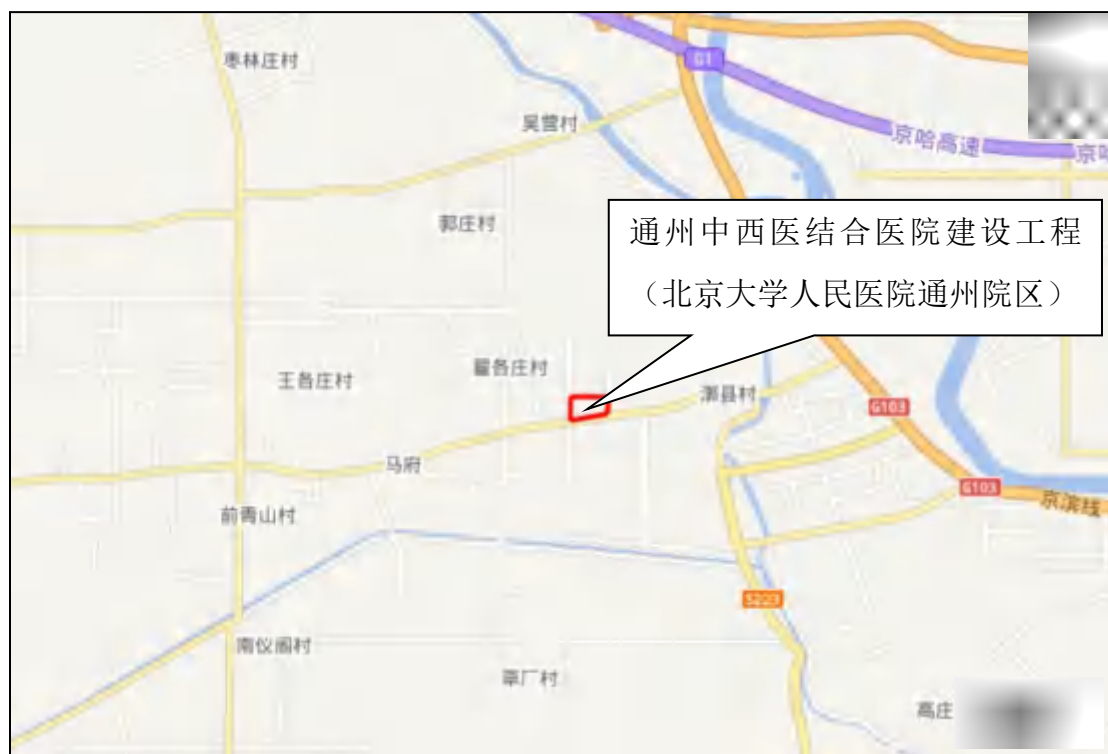 枣林庄村
G1
吴营村
京哈高速
京哈
郭庄村
通州中西医结合医院建设工程
（北京大学人民医院通州院区）
翟各庄村
王各庄村
漷县村
G103
马府
G103
京滨线
前青山村
S223
南仪阁村
覃厂村
高庄